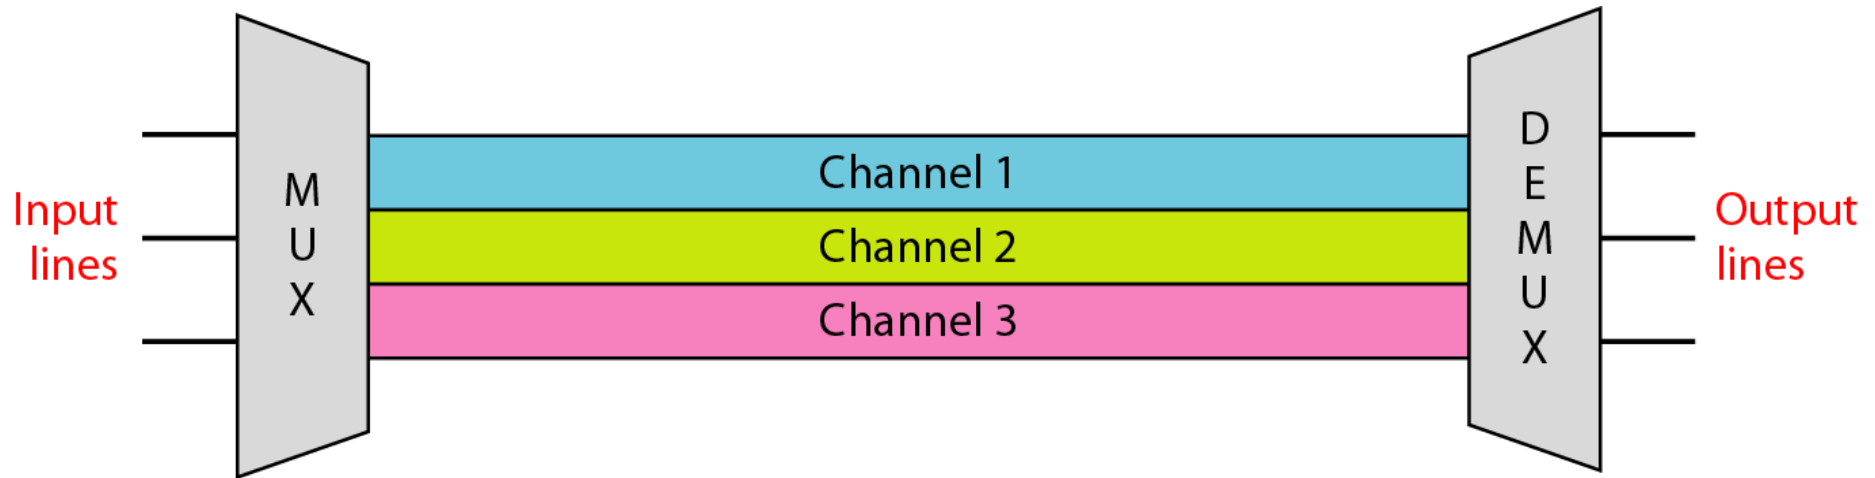 Input
lines
M
U
X
Channel 1
Channel 2
Channel 3
D
E
M
U
X
Output
lines